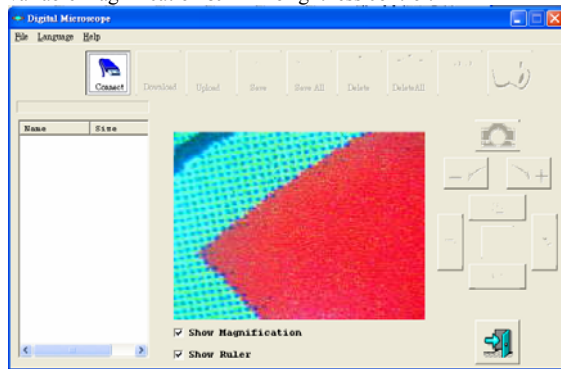 Digital Microscope
File Language Help
Connect Download Upload Save Save All Delete DeleteAll
Name Size
Show Magnification
Show Ruler